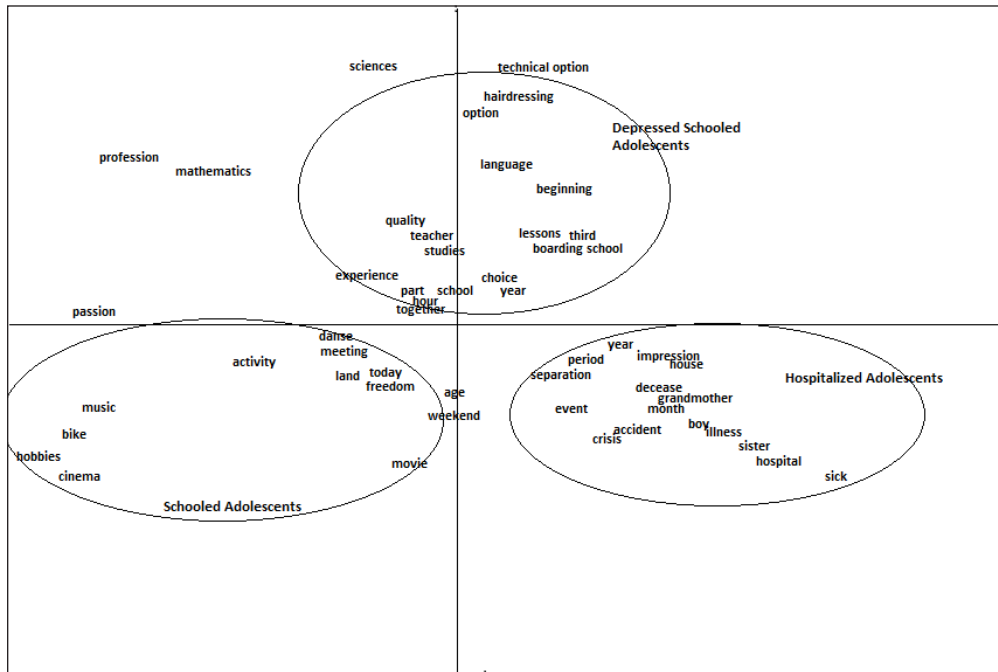 sciences
technical option
hairdressing
option
Depressed Schooled
Adolescents
profession
mathematics
language
beginning
quality
teacher
studies
lessons third
boarding school
experience
choice
part school year
hour
together
passion
danse
meeting
activity
land today
freedom
age
weekend
music
bike
hobbies
cinema
movie
Schooled Adolescents
year
period impression
house
separation
Hospitalized Adolescents
decease
grandmother
event month
boy
accident illness
crisis
sister
hospital
sick